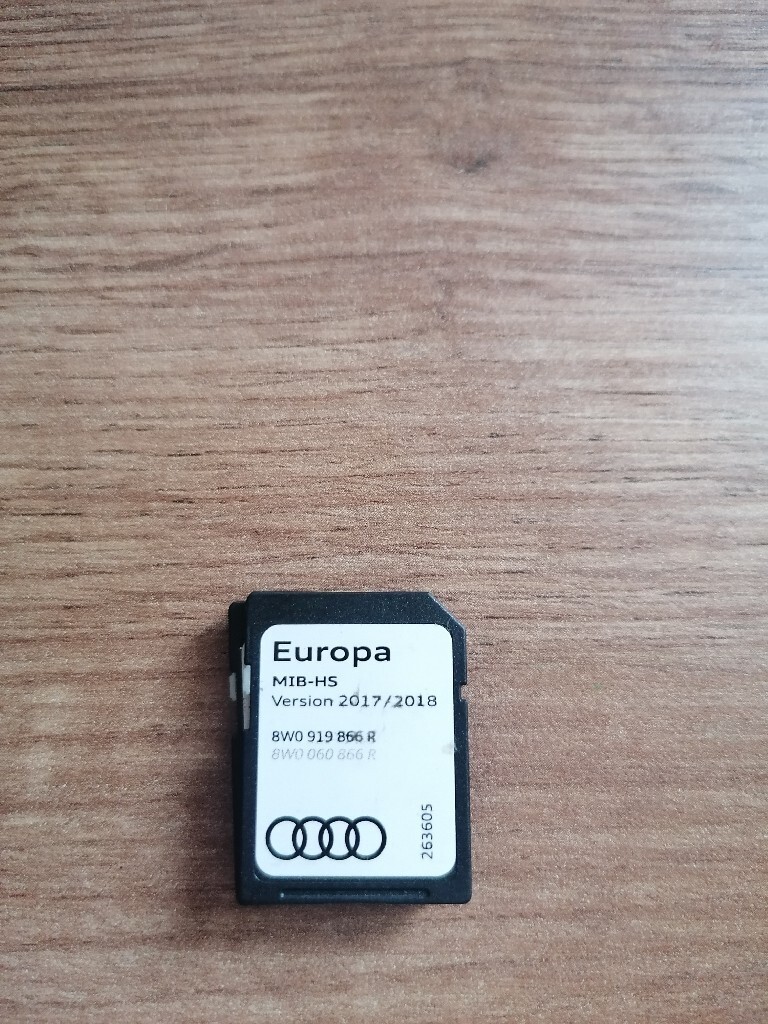 Europa
MIB-HS
Version 2017/2018
8W0 919 866 R
8W0 060 866 R
263605